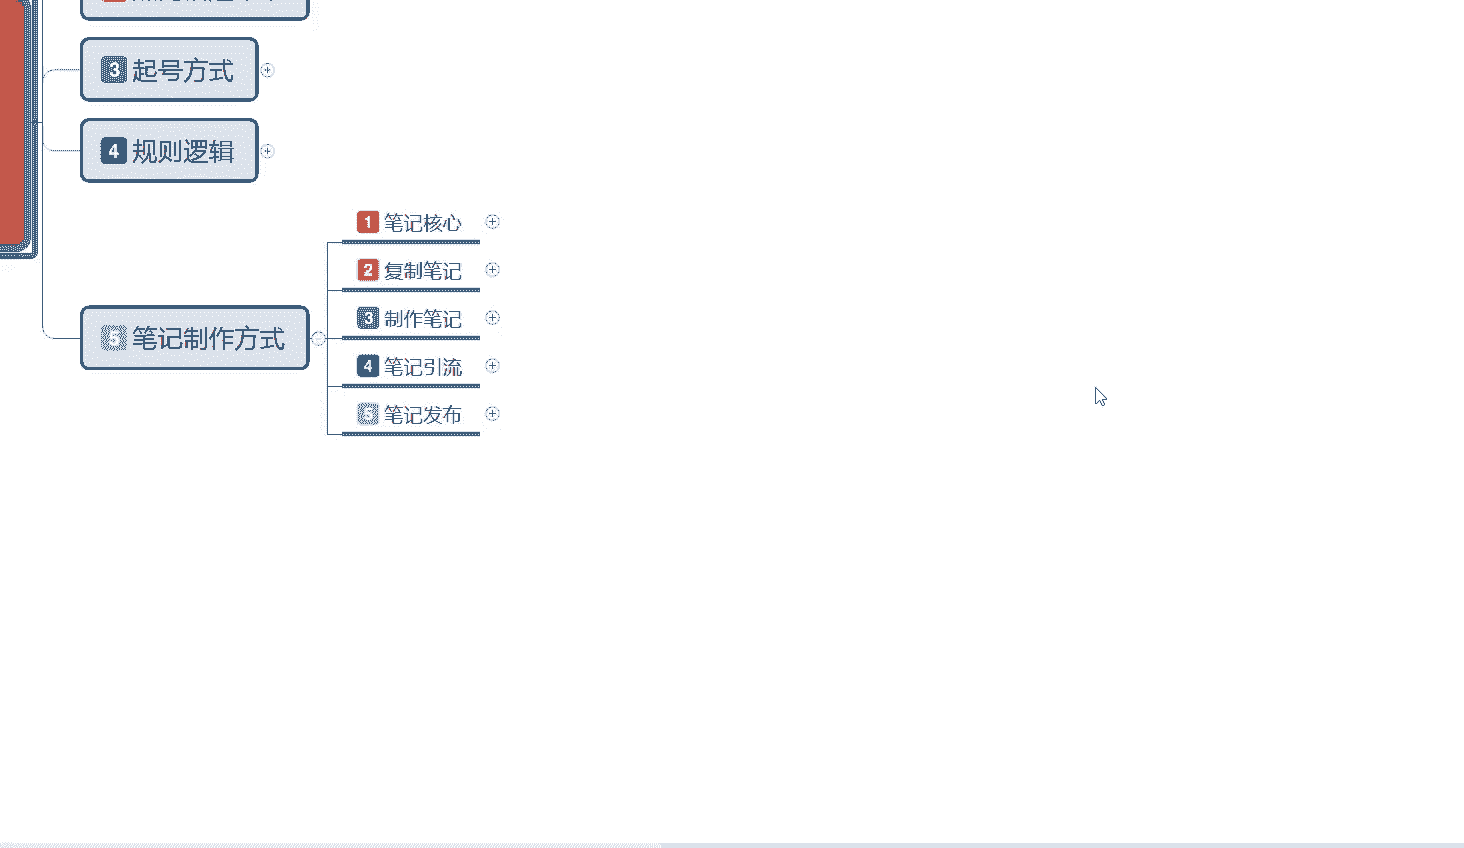 3 起号方式
4 规则逻辑
1 笔记核心
2 复制笔记
3 制作笔记
5 笔记制作方式
4 笔记引流
5 笔记发布